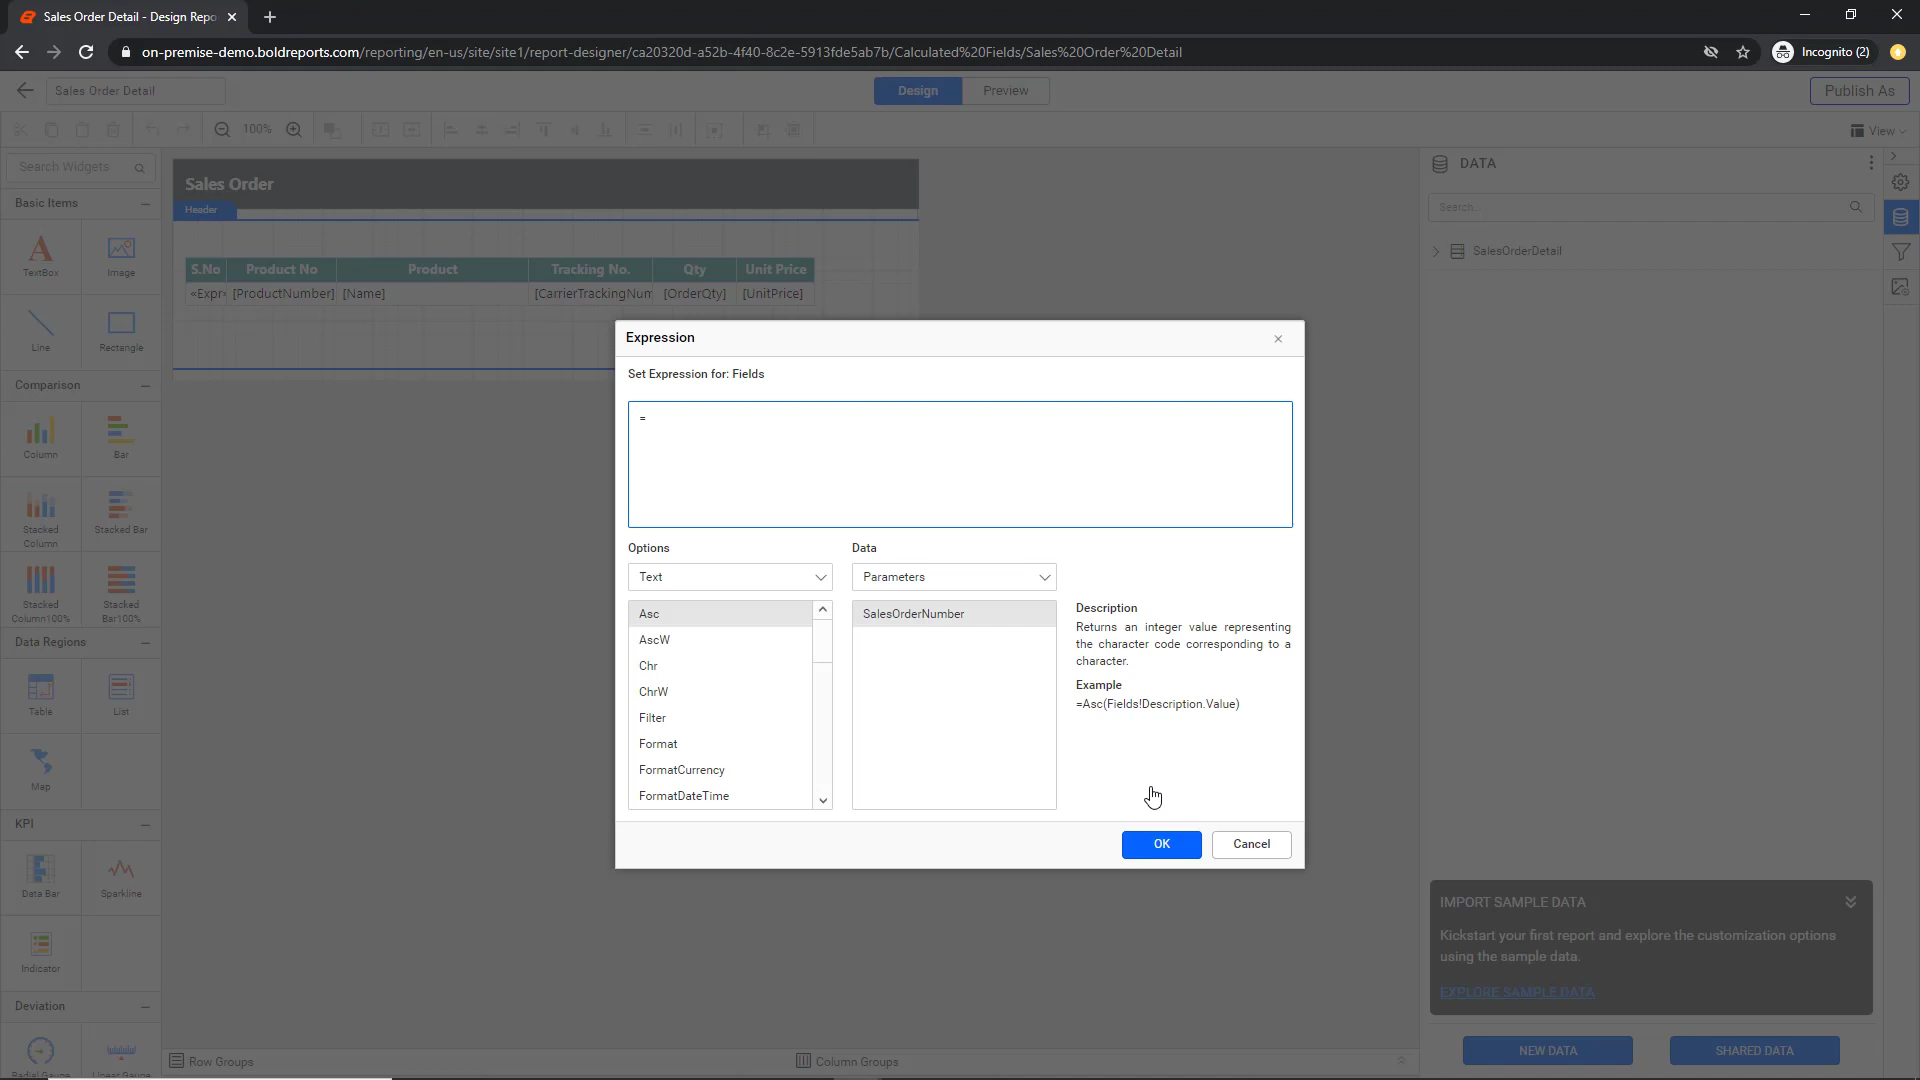 Sales Order Detail - Design Repo
Incognito (2)
on-premise-demo.boldreports.com/reporting/en-us/site/site1/report-designer/ca20320d-a52b-4f40-8c2e-5913fde5ab7b/Calculated%20Fields/Sales%20Order%20Detail
Sales Order Detail
Design
Preview
Publish As
100%
View
Search Widgets
Basic Items
TextBox
Image
Line
Rectangle
Comparison
Column
Bar
Stacked
Column
Stacked Bar
Stacked
Column100%
Stacked
Bar100%
Data Regions
Table
List
Map
KPI
Data Bar
Sparkline
Indicator
Deviation
Radial Gauge
Linear Gauge
Sales Order
Header
S.No
Product No
Product
Tracking No.
Qty
Unit Price
«Expr»
[ProductNumber]
[Name]
[CarrierTrackingNum
[OrderQty]
[UnitPrice]
Expression
Set Expression for: Fields
=
Options
Data
Text
Parameters
Asc
AscW
Chr
ChrW
Filter
Format
FormatCurrency
FormatDateTime
SalesOrderNumber
Description
Returns an integer value representing
the character code corresponding to a
character.
Example
=Asc(Fields!Description.Value)
OK
Cancel
Row Groups
Column Groups
DATA
Search...
SalesOrderDetail
IMPORT SAMPLE DATA
Kickstart your first report and explore the customization options
using the sample data.
EXPLORE SAMPLE DATA
NEW DATA
SHARED DATA